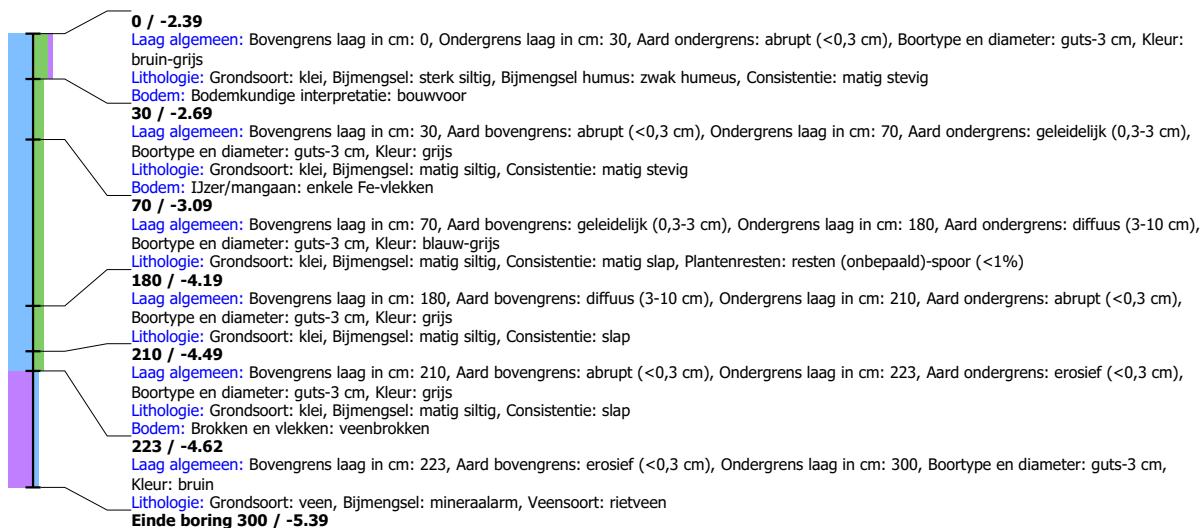 0 / -2.39
Laag algemeen: Bovengrens laag in cm: 0, Ondergrens laag in cm: 30, Aard ondergrens: abrupt (<0,3 cm), Boortype en diameter: guts-3 cm, Kleur:
bruin-grijs
Lithologie: Grondsoort: klei, Bijmengsel: sterk siltig, Bijmengsel humus: zwak humeus, Consistentie: matig stevig
Bodem: Bodemkundige interpretatie: bouwvoor
30 / -2.69
Laag algemeen: Bovengrens laag in cm: 30, Aard bovengrens: abrupt (<0,3 cm), Ondergrens laag in cm: 70, Aard ondergrens: geleidelijk (0,3-3 cm),
Boortype en diameter: guts-3 cm, Kleur: grijs
Lithologie: Grondsoort: klei, Bijmengsel: matig siltig, Consistentie: matig stevig
Bodem: IJzer/mangaan: enkele Fe-vlekken
70 / -3.09
Laag algemeen: Bovengrens laag in cm: 70, Aard bovengrens: geleidelijk (0,3-3 cm), Ondergrens laag in cm: 180, Aard ondergrens: diffuus (3-10 cm),
Boortype en diameter: guts-3 cm, Kleur: blauw-grijs
Lithologie: Grondsoort: klei, Bijmengsel: matig siltig, Consistentie: matig slap, Plantenresten: resten (onbepaald)-spoor (<1%)
180 / -4.19
Laag algemeen: Bovengrens laag in cm: 180, Aard bovengrens: diffuus (3-10 cm), Ondergrens laag in cm: 210, Aard ondergrens: abrupt (<0,3 cm),
Boortype en diameter: guts-3 cm, Kleur: grijs
Lithologie: Grondsoort: klei, Bijmengsel: matig siltig, Consistentie: slap
210 / -4.49
Laag algemeen: Bovengrens laag in cm: 210, Aard bovengrens: abrupt (<0,3 cm), Ondergrens laag in cm: 223, Aard ondergrens: erosief (<0,3 cm),
Boortype en diameter: guts-3 cm, Kleur: grijs
Lithologie: Grondsoort: klei, Bijmengsel: matig siltig, Consistentie: slap
Bodem: Brokken en vlekken: veenbrokken
223 / -4.62
Laag algemeen: Bovengrens laag in cm: 223, Aard bovengrens: erosief (<0,3 cm), Ondergrens laag in cm: 300, Boortype en diameter: guts-3 cm,
Kleur: bruin
Lithologie: Grondsoort: veen, Bijmengsel: mineraalarm, Veensoort: rietveen
Einde boring 300 / -5.39